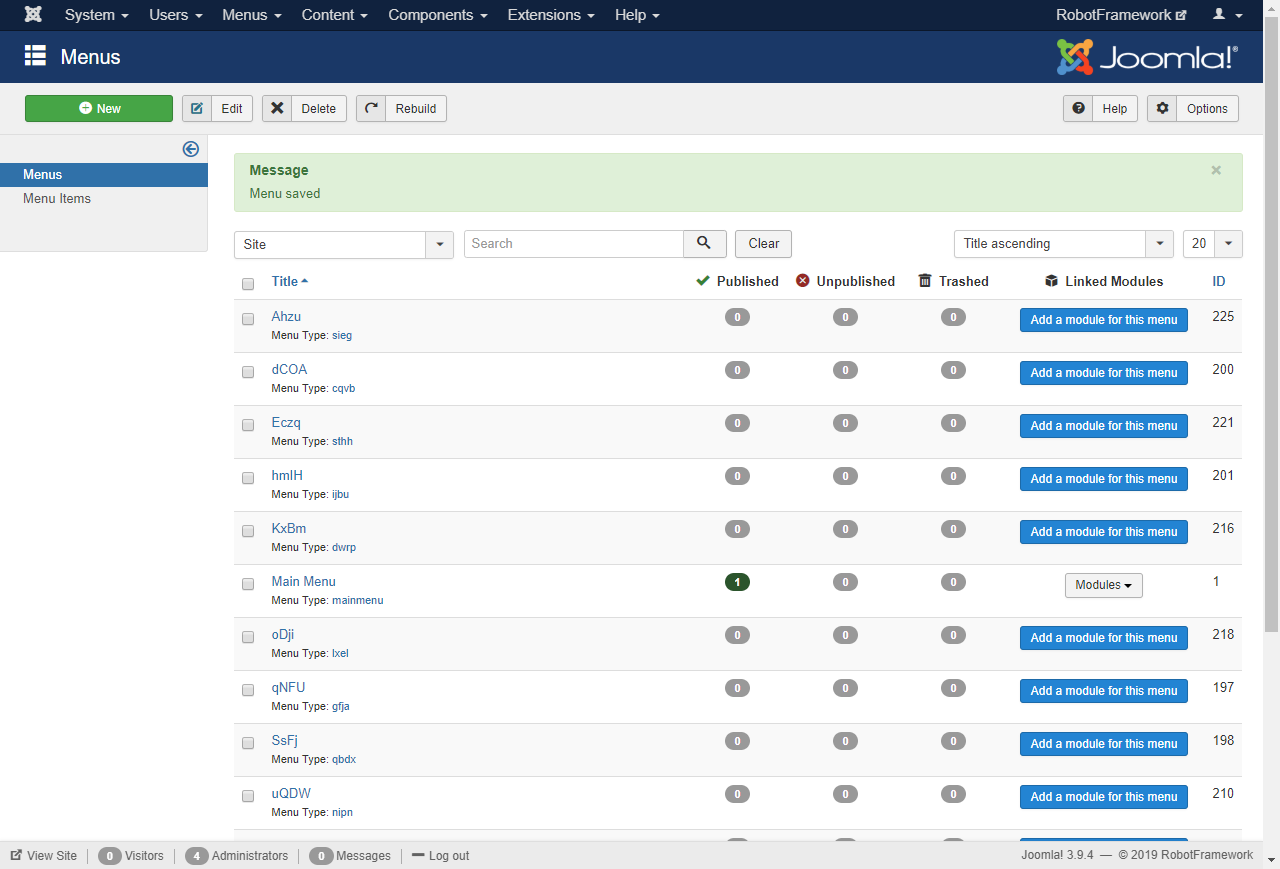 System Users Menus Content Components Extensions Help RobotFramework
Menus Joomla!®
New Edit Delete Rebuild Help Options
Menus
Menu Items
Message ×
Menu saved
Site Search Clear Title ascending 20
Title Published Unpublished Trashed Linked Modules ID
Ahzu 0 0 0 Add a module for this menu 225
Menu Type: sieg
dCOA 0 0 0 Add a module for this menu 200
Menu Type: cqvb
Eczq 0 0 0 Add a module for this menu 221
Menu Type: sthh
hmIH 0 0 0 Add a module for this menu 201
Menu Type: ijbu
KxBm 0 0 0 Add a module for this menu 216
Menu Type: dwrp
Main Menu 1 0 0 Modules 1
Menu Type: mainmenu
oDji 0 0 0 Add a module for this menu 218
Menu Type: lxel
qNFU 0 0 0 Add a module for this menu 197
Menu Type: gfja
SsFj 0 0 0 Add a module for this menu 198
Menu Type: qbdx
uQDW 0 0 0 Add a module for this menu 210
Menu Type: nipn
View Site 0 Visitors 4 Administrators 0 Messages Log out Joomla! 3.9.4 — © 2019 RobotFramework